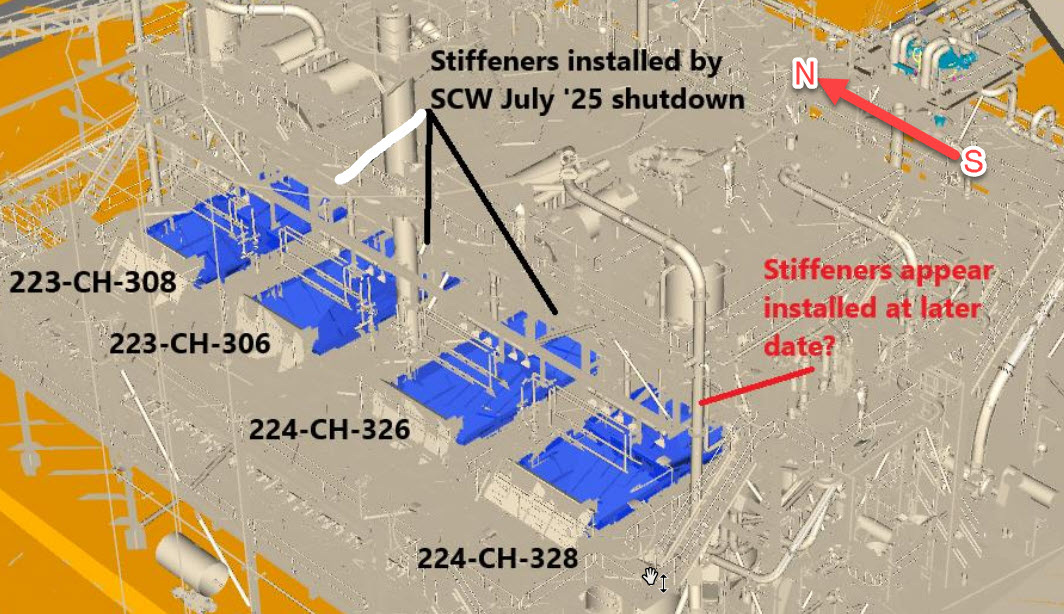 Stiffeners installed by
SCW July '25 shutdown
N
S
Stiffeners appear
installed at later
date?
223-CH-308
223-CH-306
224-CH-326
224-CH-328